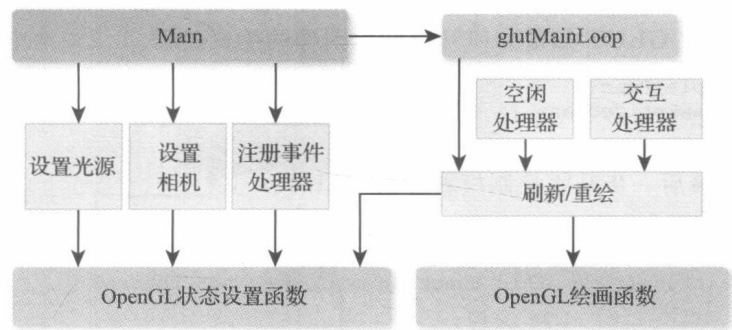 Main
glutMainLoop
空闲
处理器
交互
处理器
设置光源
设置
相机
注册事件
处理器
刷新/重绘
OpenGL状态设置函数
OpenGL绘画函数